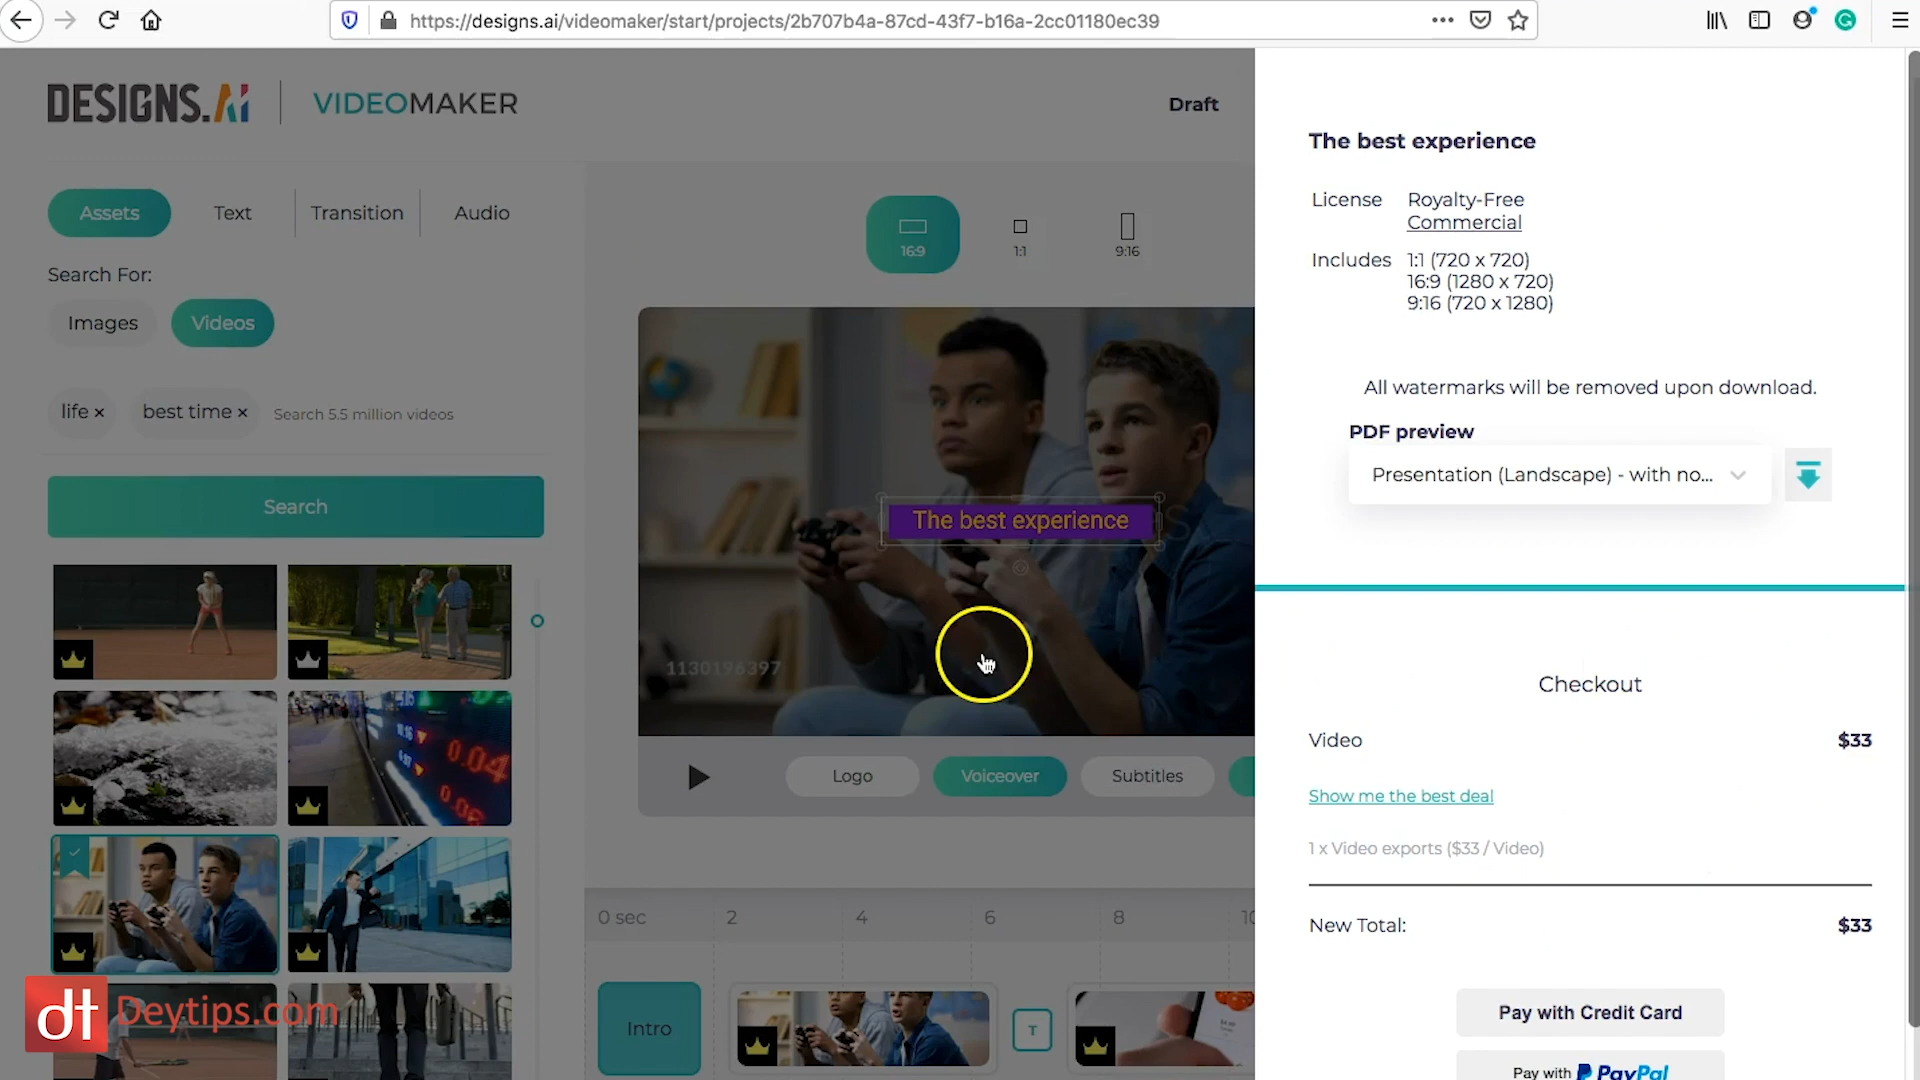 https://designs.ai/videomaker/start/projects/2b707b4a-87cd-43f7-b16a-2cc01180ec39
DESIGNS.AI
VIDEOMAKER
Draft
Assets
Text
Transition
Audio
Search For:
Images
Videos
life ×
best time ×
Search 5.5 million videos
Search
16:9
1:1
9:16
The best experience
1130196397
Logo
Voiceover
Subtitles
0 sec
2
4
6
8
10
Intro
T
dt Deytips.com
The best experience
License
Royalty-Free
Commercial
Includes
1:1 (720 x 720)
16:9 (1280 x 720)
9:16 (720 x 1280)
All watermarks will be removed upon download.
PDF preview
Presentation (Landscape) - with no...
Checkout
Video
$33
Show me the best deal
1 x Video exports ($33 / Video)
New Total:
$33
Pay with Credit Card
Pay with PayPal